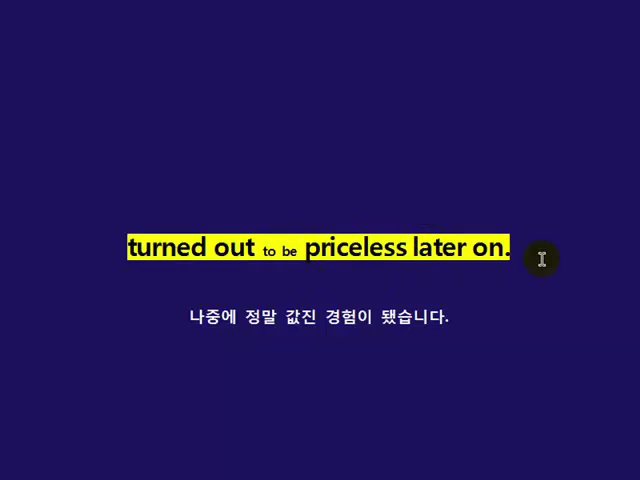 turned out to be priceless later on.
나중에 정말 값진 경험이 됐습니다.